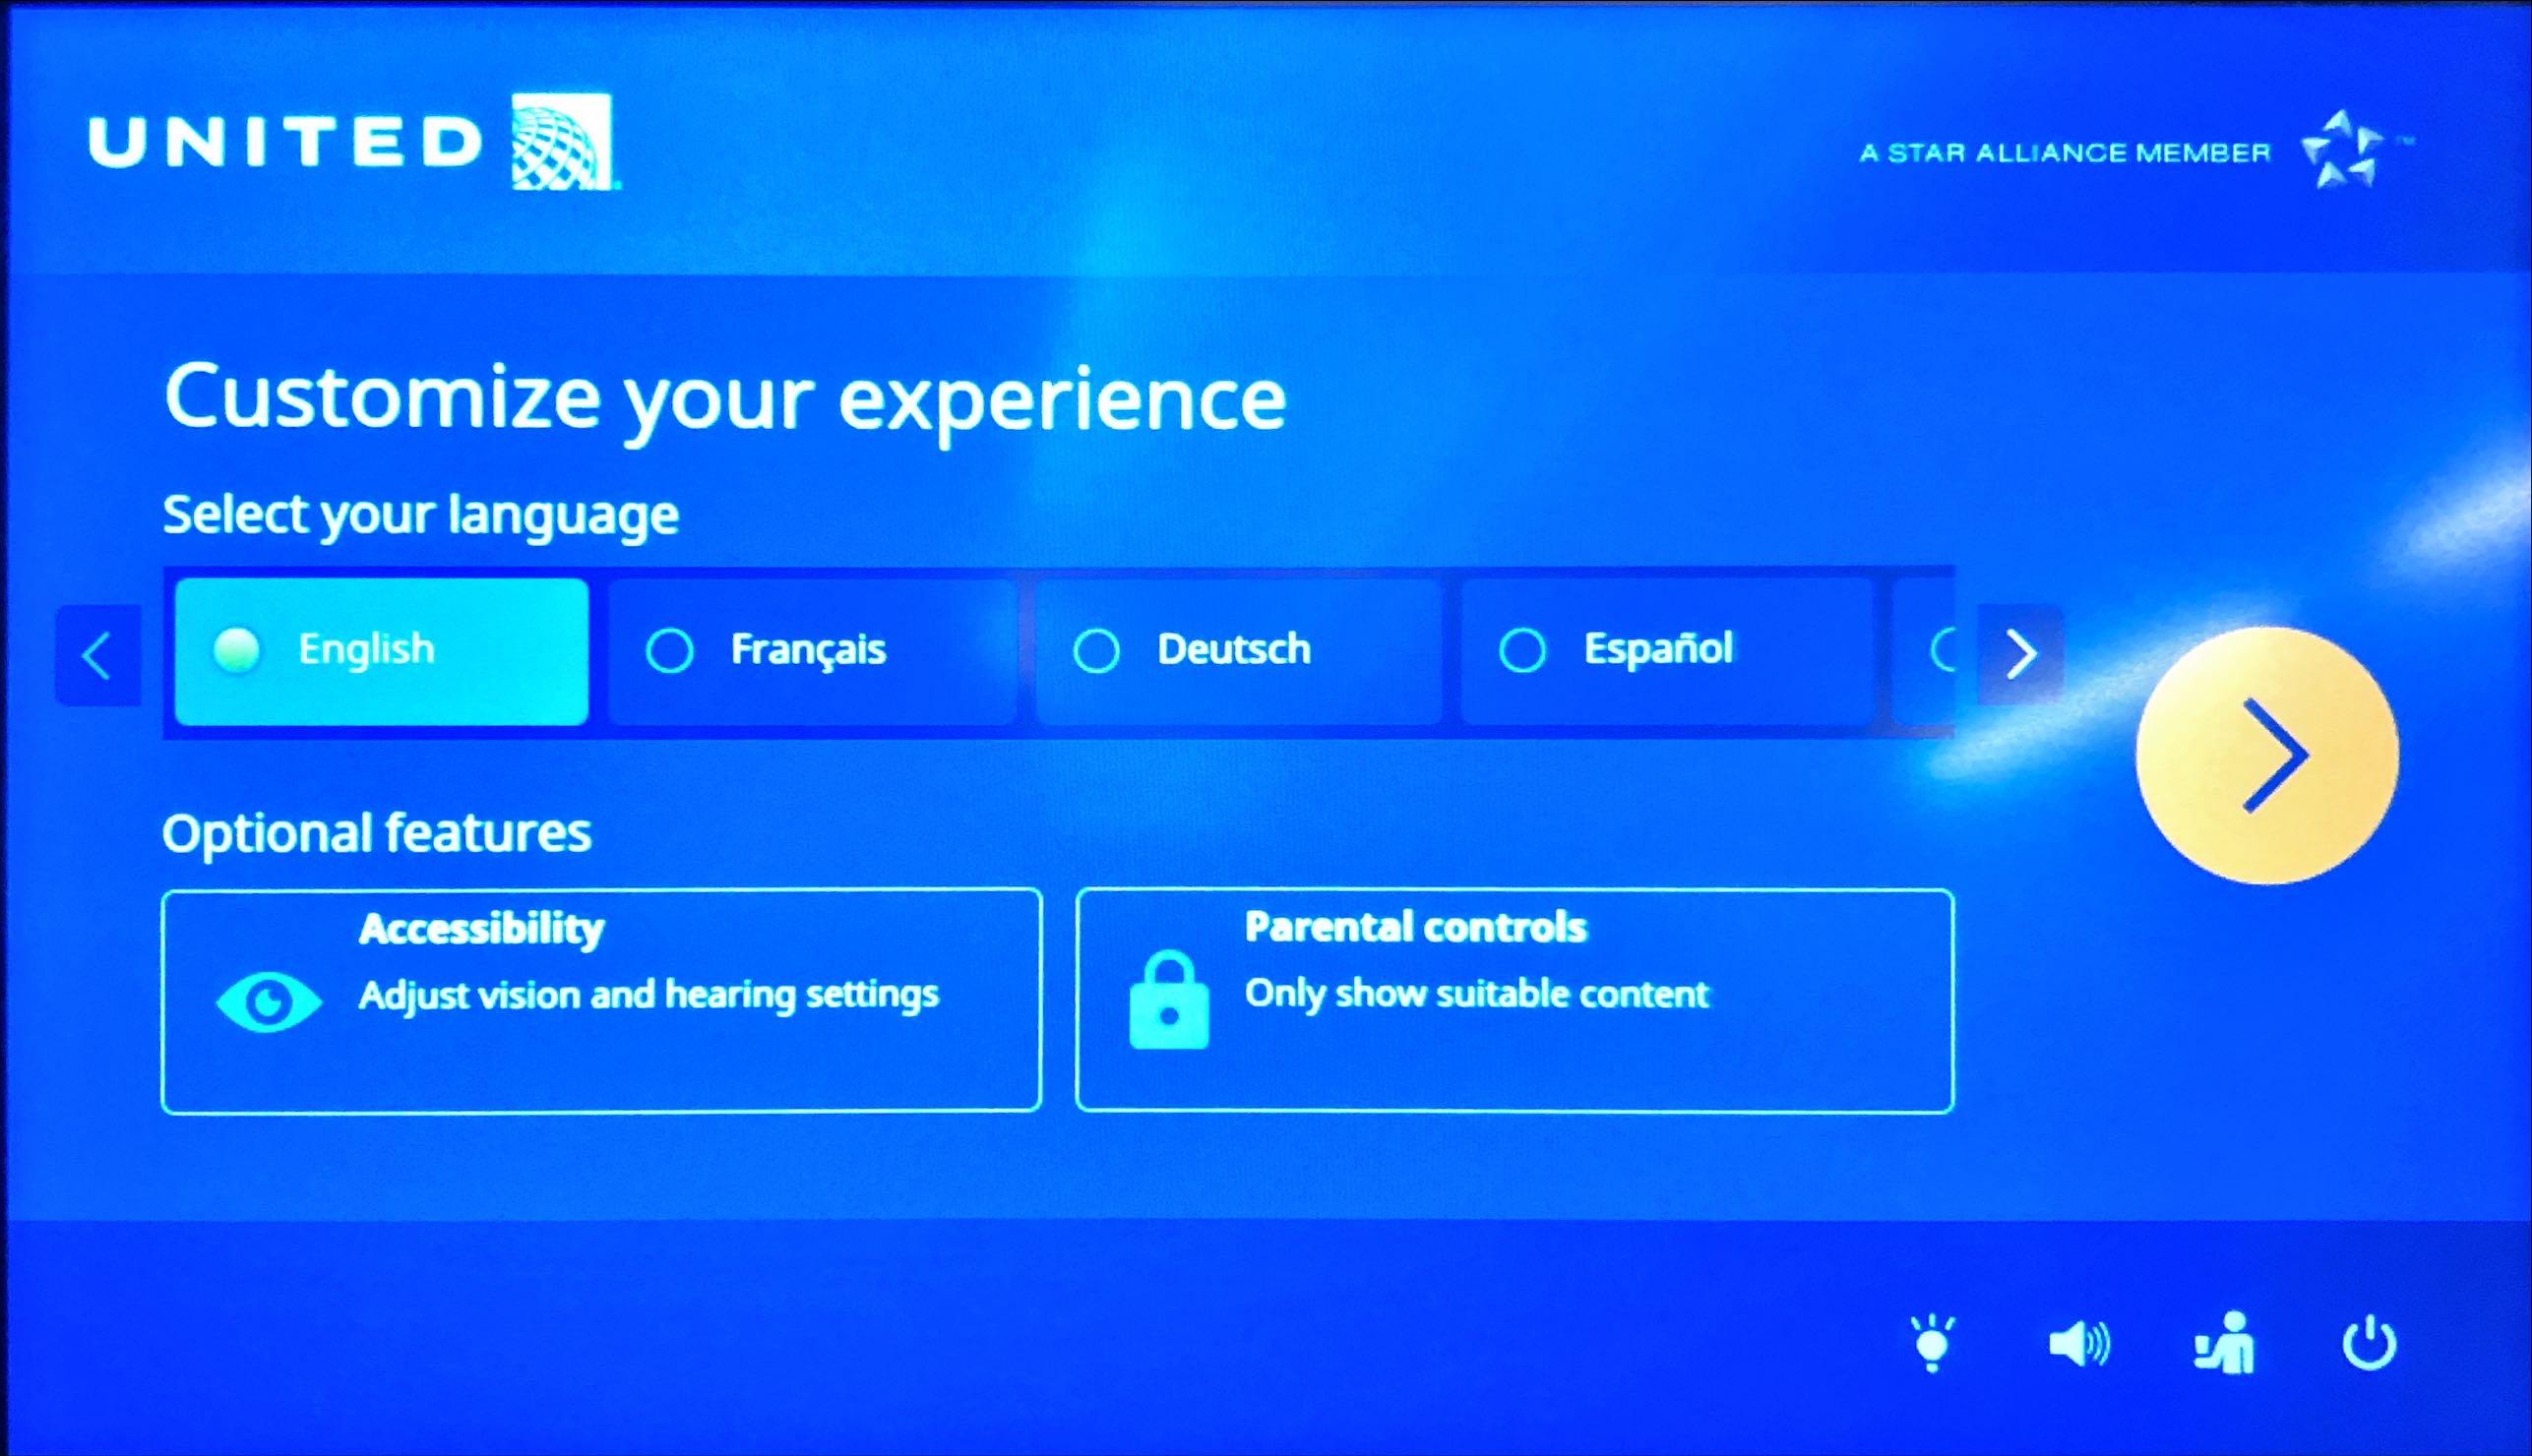 UNITED
A STAR ALLIANCE MEMBER ™
Customize your experience
Select your language
English
Français
Deutsch
Español
Optional features
Accessibility
Adjust vision and hearing settings
Parental controls
Only show suitable content